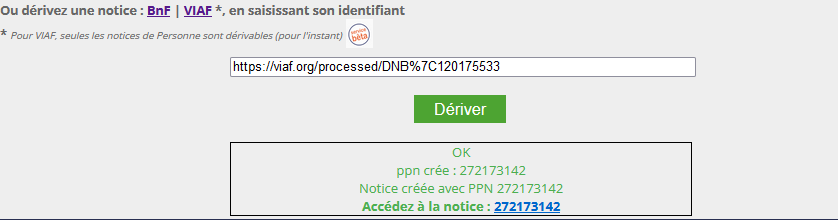 Ou dérivez une notice : BnF | VIAF *, en saisissant son identifiant
* Pour VIAF, seules les notices de Personne sont dérivables (pour l'instant) service bêta
https://viaf.org/processed/DNB%7C120175533
Dériver
OK
ppn crée : 272173142
Notice créée avec PPN 272173142
Accédez à la notice : 272173142